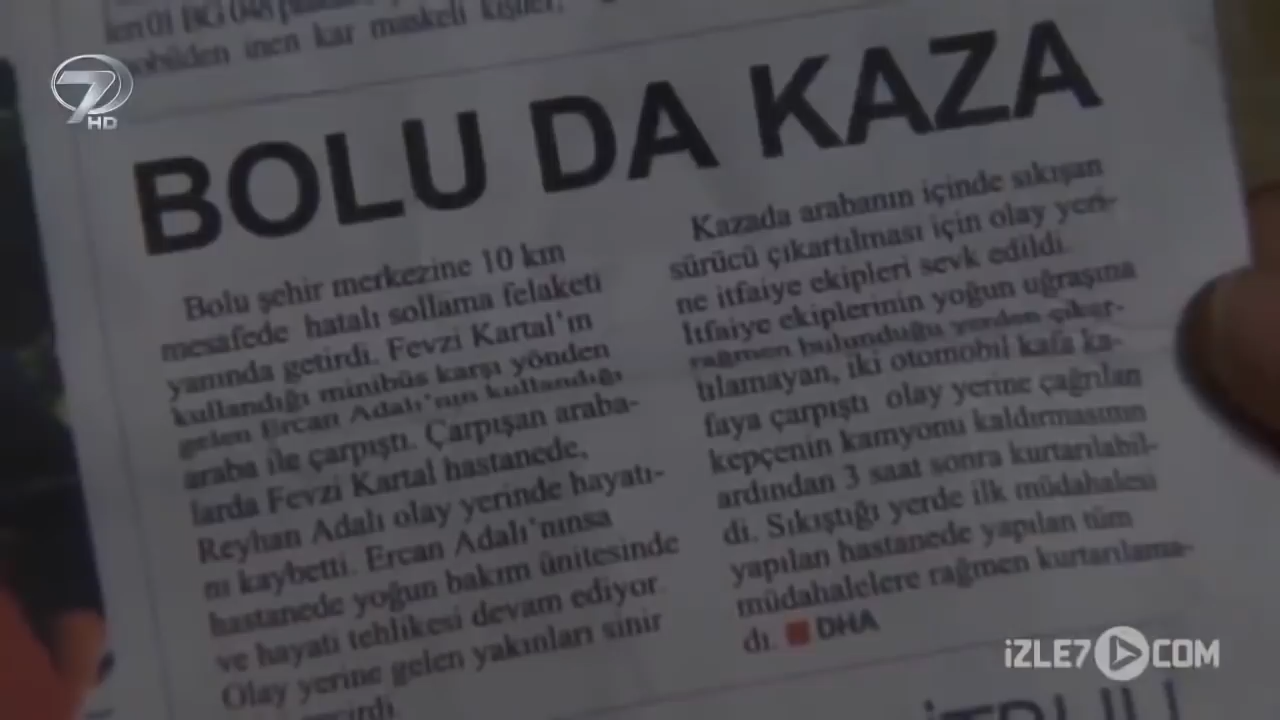 len 01 BG 048
mobilden inen kar maskeli kişiler,
7
HD
BOLU DA KAZA
Bolu şehir merkezine 10 km
mesafede hatalı sollama felaketi
yanında getirdi. Fevzi Kartal'ın
kullandığı minibüs karşı yönden
gelen Ercan Adalı'nın kullandığı
araba ile çarpıştı. Çarpışan araba-
larda Fevzi Kartal hastanede,
Reyhan Adalı olay yerinde hayatı-
nı kaybetti. Ercan Adalı'nınsa
hastanede yoğun bakım ünitesinde
ve hayati tehlikesi devam ediyor.
Olay yerine gelen yakınları sinir
Kazada arabanın içinde sıkışan
sürücü çıkartılması için olay yeri-
ne itfaiye ekipleri sevk edildi.
Itfaiye ekiplerinin yoğun uğraşına
rağmen bulunduğu yerden çıkar-
tılamayan, iki otomobil kafa ka-
faya çarpıştı olay yerine çağrılan
kepçenin kamyonu kaldırmasının
ardından 3 saat sonra kurtarılabil-
di. Sıkıştığı yerde ilk müdahalesi
yapılan hastanede yapılan tüm
müdahalelere rağmen kurtarılama-
dı. DHA
İZLE7 COM